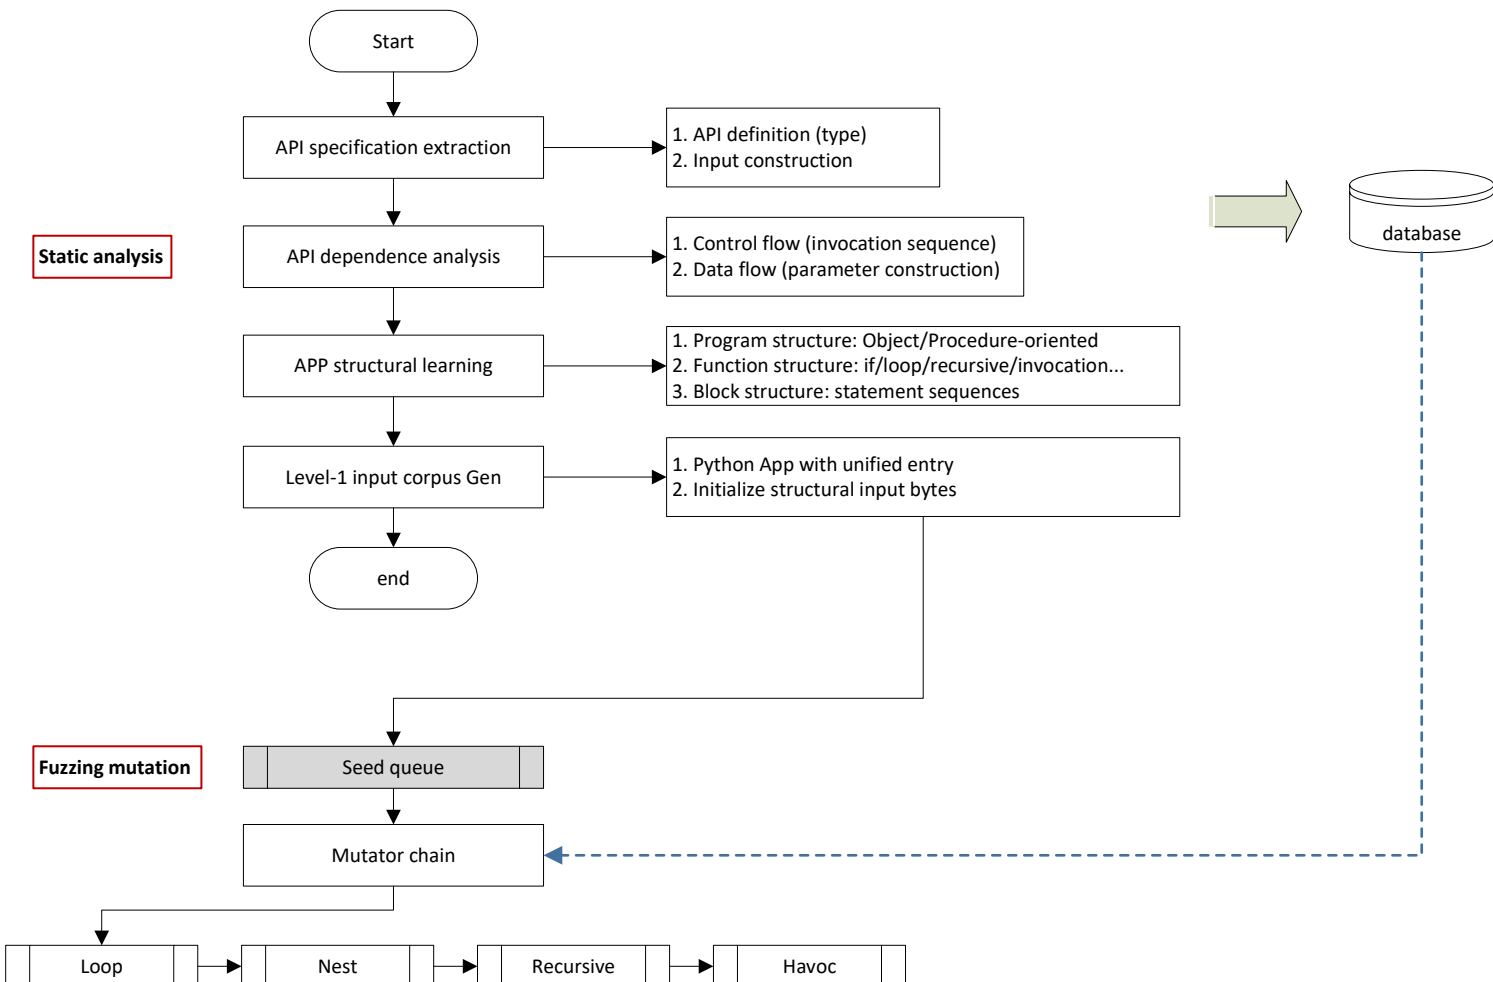 Start
API specification extraction
1. API definition (type)
2. Input construction
database
Static analysis
API dependence analysis
1. Control flow (invocation sequence)
2. Data flow (parameter construction)
APP structural learning
1. Program structure: Object/Procedure-oriented
2. Function structure: if/loop/recursive/invocation...
3. Block structure: statement sequences
Level-1 input corpus Gen
1. Python App with unified entry
2. Initialize structural input bytes
end
Fuzzing mutation
Seed queue
Mutator chain
Loop
Nest
Recursive
Havoc